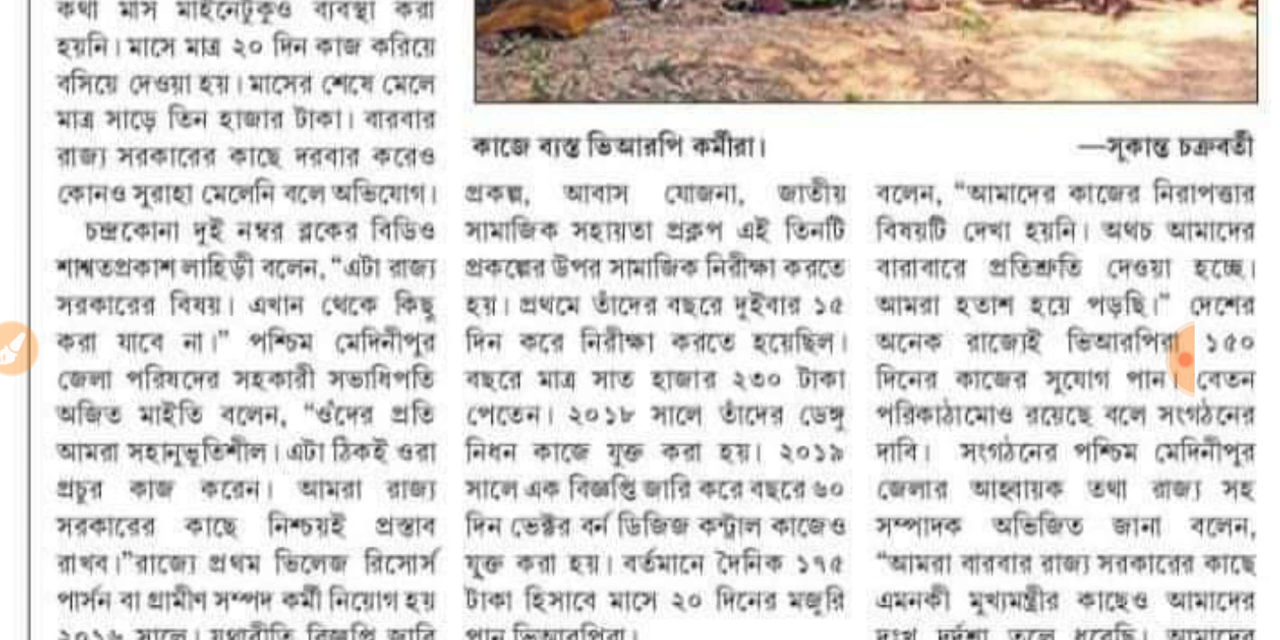 কথা মাস মাইনেটুকুও ব্যবস্থা করা
হয়নি। মাসে মাত্র ২০ দিন কাজ করিয়ে
বসিয়ে দেওয়া হয়। মাসের শেষে মেলে
মাত্র সাড়ে তিন হাজার টাকা। বারবার
রাজ্য সরকারের কাছে দরবার করেও
কোনও সুরাহা মেলেনি বলে অভিযোগ।
চন্দ্রকোনা দুই নম্বর ব্লকের বিডিও
শাশ্বতপ্রকাশ লাহিড়ী বলেন, “এটা রাজ্য
সরকারের বিষয়। এখান থেকে কিছু
করা যাবে না।” পশ্চিম মেদিনীপুর
জেলা পরিষদের সহকারী সভাধিপতি
অজিত মাইতি বলেন, “ওঁদের প্রতি
আমরা সহানুভূতিশীল। এটা ঠিকই ওরা
প্রচুর কাজ করেন। আমরা রাজ্য
সরকারের কাছে নিশ্চয়ই প্রস্তাব
রাখব।”রাজ্যে প্রথম ভিলেজ রিসোর্স
পার্সন বা গ্রামীণ সম্পদ কর্মী নিয়োগ হয়
২০১৬ সালে। যথারীতি বিজ্ঞপ্তি জারি
কাজে ব্যস্ত ভিআরপি কর্মীরা।
—সুকান্ত চক্রবর্তী
প্রকল্প, আবাস যোজনা, জাতীয়
সামাজিক সহায়তা প্রকল্প এই তিনটি
প্রকল্পের উপর সামাজিক নিরীক্ষা করতে
হয়। প্রথমে তাঁদের বছরে দুইবার ১৫
দিন করে নিরীক্ষা করতে হয়েছিল।
বছরে মাত্র সাত হাজার ২৩০ টাকা
পেতেন। ২০১৮ সালে তাঁদের ডেঙ্গু
নিধন কাজে যুক্ত করা হয়। ২০১৯
সালে এক বিজ্ঞপ্তি জারি করে বছরে ৬০
দিন ভেক্টর বর্ন ডিজিজ কন্ট্রাল কাজেও
যুক্ত করা হয়। বর্তমানে দৈনিক ১৭৫
টাকা হিসাবে মাসে ২০ দিনের মজুরি
পান ভিআরপিরা।
বলেন, “আমাদের কাজের নিরাপত্তার
বিষয়টি দেখা হয়নি। অথচ আমাদের
বারাবারে প্রতিশ্রুতি দেওয়া হচ্ছে।
আমরা হতাশ হয়ে পড়ছি।” দেশের
অনেক রাজ্যেই ভিআরপিরা ১৫০
দিনের কাজের সুযোগ পান। বেতন
পরিকাঠামোও রয়েছে বলে সংগঠনের
দাবি। সংগঠনের পশ্চিম মেদিনীপুর
জেলার আহ্বায়ক তথা রাজ্য সহ
সম্পাদক অভিজিত জানা বলেন,
“আমরা বারবার রাজ্য সরকারের কাছে
এমনকী মুখ্যমন্ত্রীর কাছেও আমাদের
দুঃখ দুর্দশা তুলে ধরেছি। আমাদের